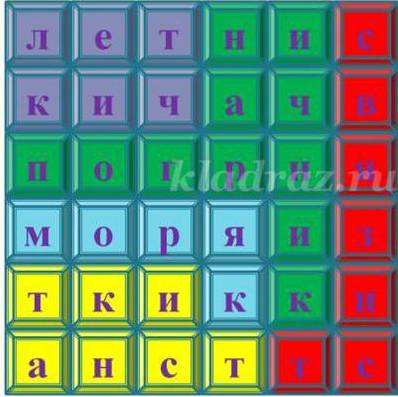 л е т н и с
к и ч а ч в
п о г р н я
kladraz.ru
м о р я и з
т к и к к и
а н с т т с